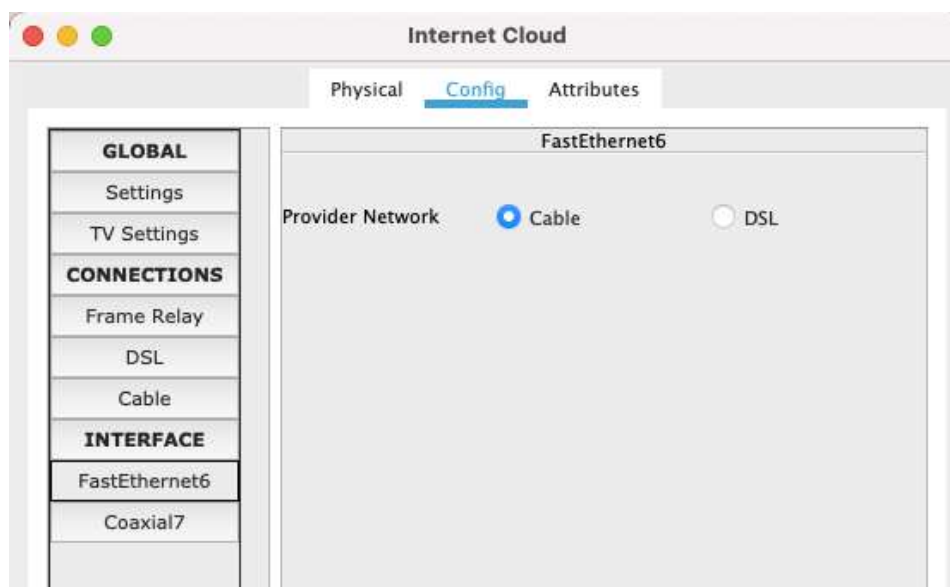 Internet Cloud
Physical Config Attributes
GLOBAL
Settings
TV Settings
CONNECTIONS
Frame Relay
DSL
Cable
INTERFACE
FastEthernet6
Coaxial7
FastEthernet6
Provider Network Cable DSL